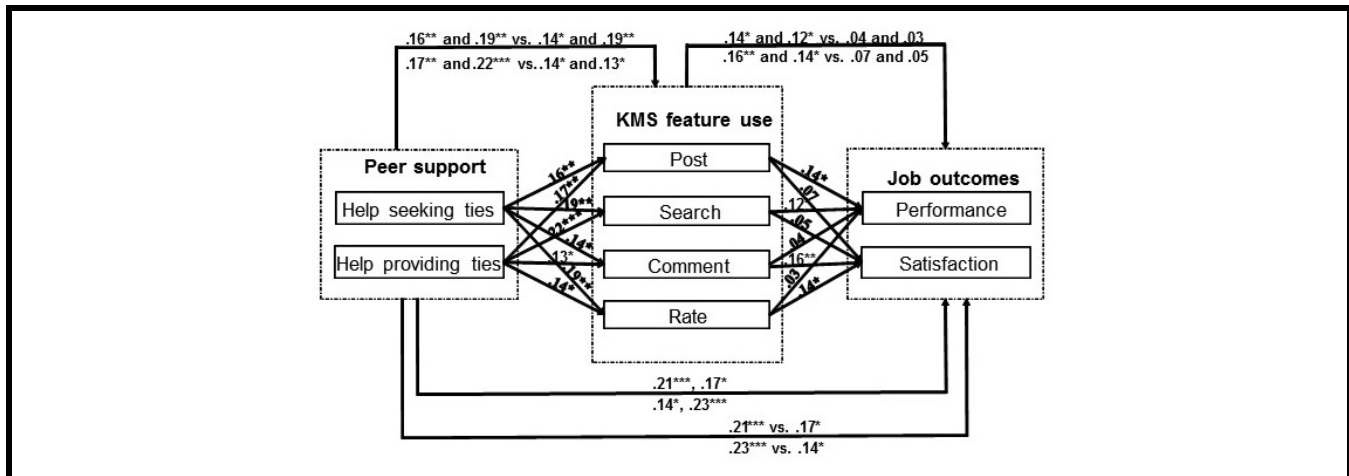 .16** and .19** vs. .14* and .19**
.17** and .22*** vs. .14* and .13*
.14* and .12* vs. .04 and .03
.16** and .14* vs. .07 and .05
KMS feature use
Peer support
Job outcomes
Post
Search
Comment
Rate
Help seeking ties
Help providing ties
Performance
Satisfaction
.16**
.17**
.19**
.22***
.14*
.13*
.19**
.14*
.14*
.07
.12
.05
.04
.16**
.03
.14*
.21***, .17*
.14*, .23***
.21*** vs. .17*
.23*** vs. .14*